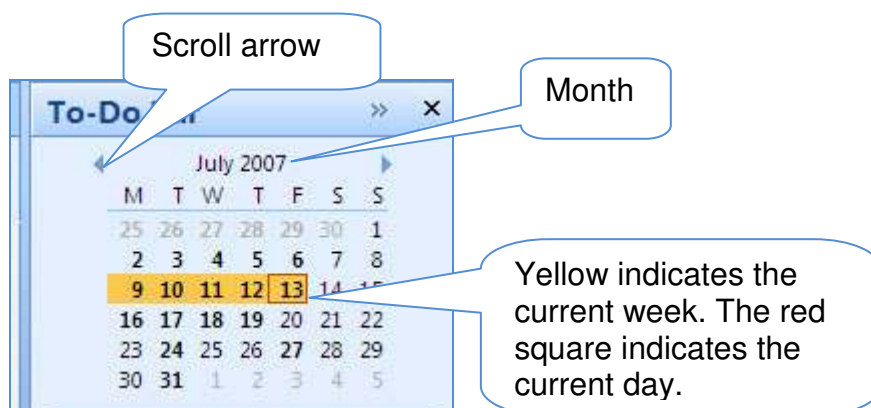 Scroll arrow
Month
To-Do
July 2007
M T W T F S S
25 26 27 28 29 30 1
2 3 4 5 6 7 8
9 10 11 12 13 14
16 17 18 19 20 21 22
23 24 25 26 27 28 29
30 31 1 2 3 4 5
Yellow indicates the
current week. The red
square indicates the
current day.